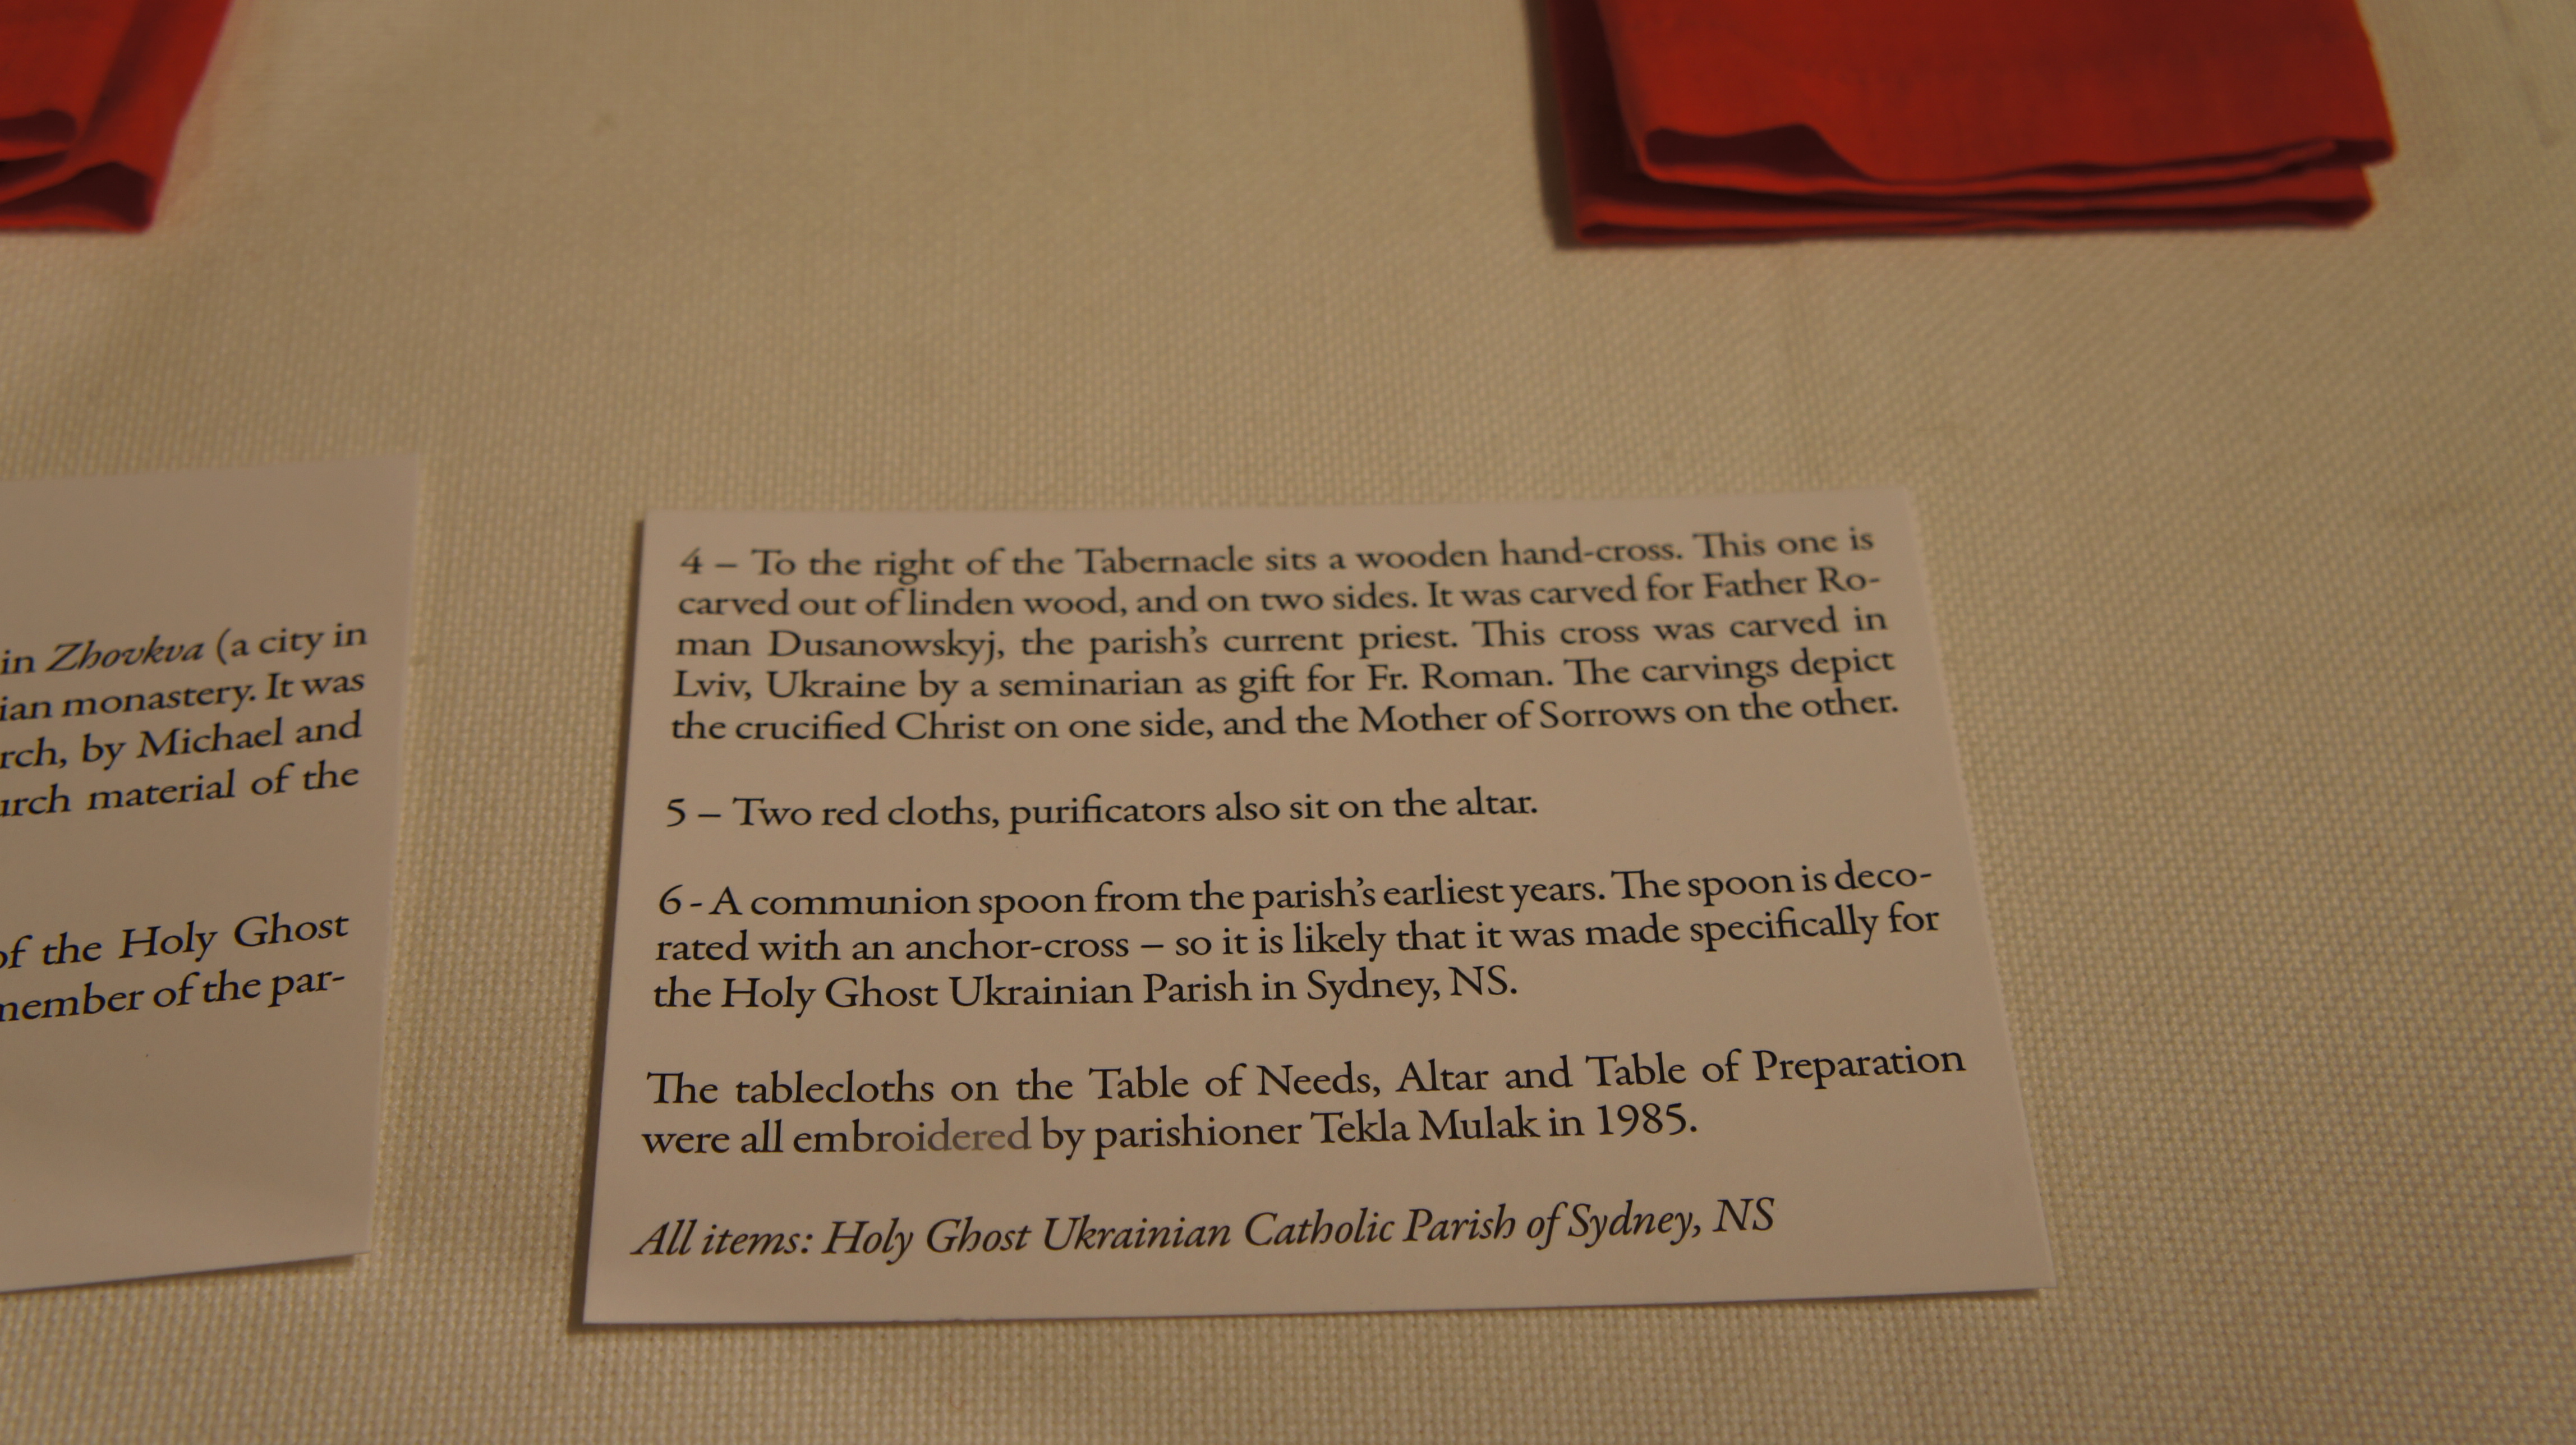 in Zhovkva (a city in
ian monastery. It was
rch, by Michael and
urch material of the
of the Holy Ghost
member of the par-
4 – To the right of the Tabernacle sits a wooden hand-cross. This one is
carved out of linden wood, and on two sides. It was carved for Father Ro-
man Dusanowskyj, the parish's current priest. This cross was carved in
Lviv, Ukraine by a seminarian as gift for Fr. Roman. The carvings depict
the crucified Christ on one side, and the Mother of Sorrows on the other.
5 – Two red cloths, purificators also sit on the altar.
6 - A communion spoon from the parish's earliest years. The spoon is deco-
rated with an anchor-cross – so it is likely that it was made specifically for
the Holy Ghost Ukrainian Parish in Sydney, NS.
The tablecloths on the Table of Needs, Altar and Table of Preparation
were all embroidered by parishioner Tekla Mulak in 1985.
All items: Holy Ghost Ukrainian Catholic Parish of Sydney, NS